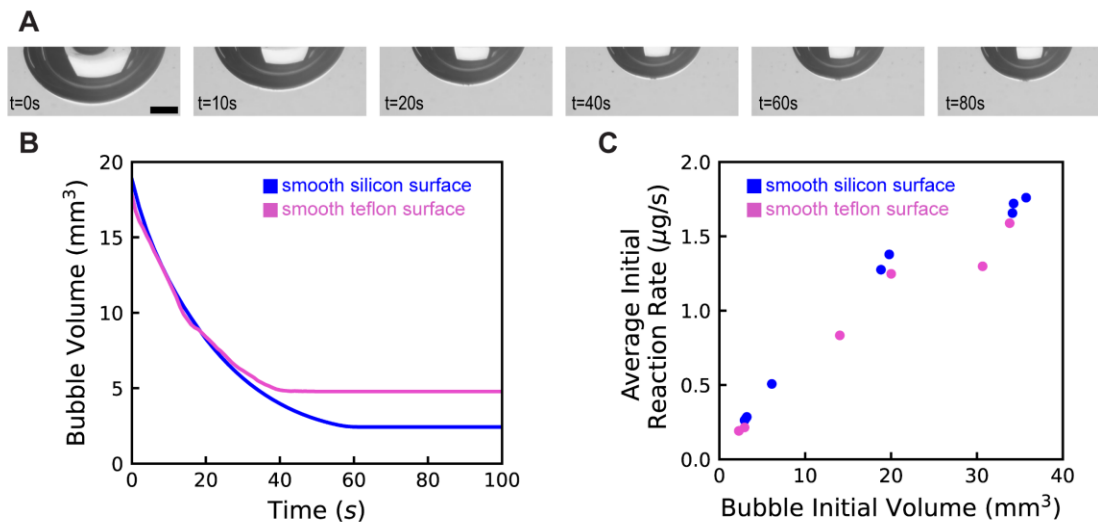 A
t=0s
t=10s
t=20s
t=40s
t=60s
t=80s
B
Bubble Volume (mm³)
20
15
10
5
0
smooth silicon surface
smooth teflon surface
0
20
40
60
80
100
Time (s)
C
Average Initial
Reaction Rate (μg/s)
2.0
1.5
1.0
0.5
0.0
smooth silicon surface
smooth teflon surface
0
10
20
30
40
Bubble Initial Volume (mm³)